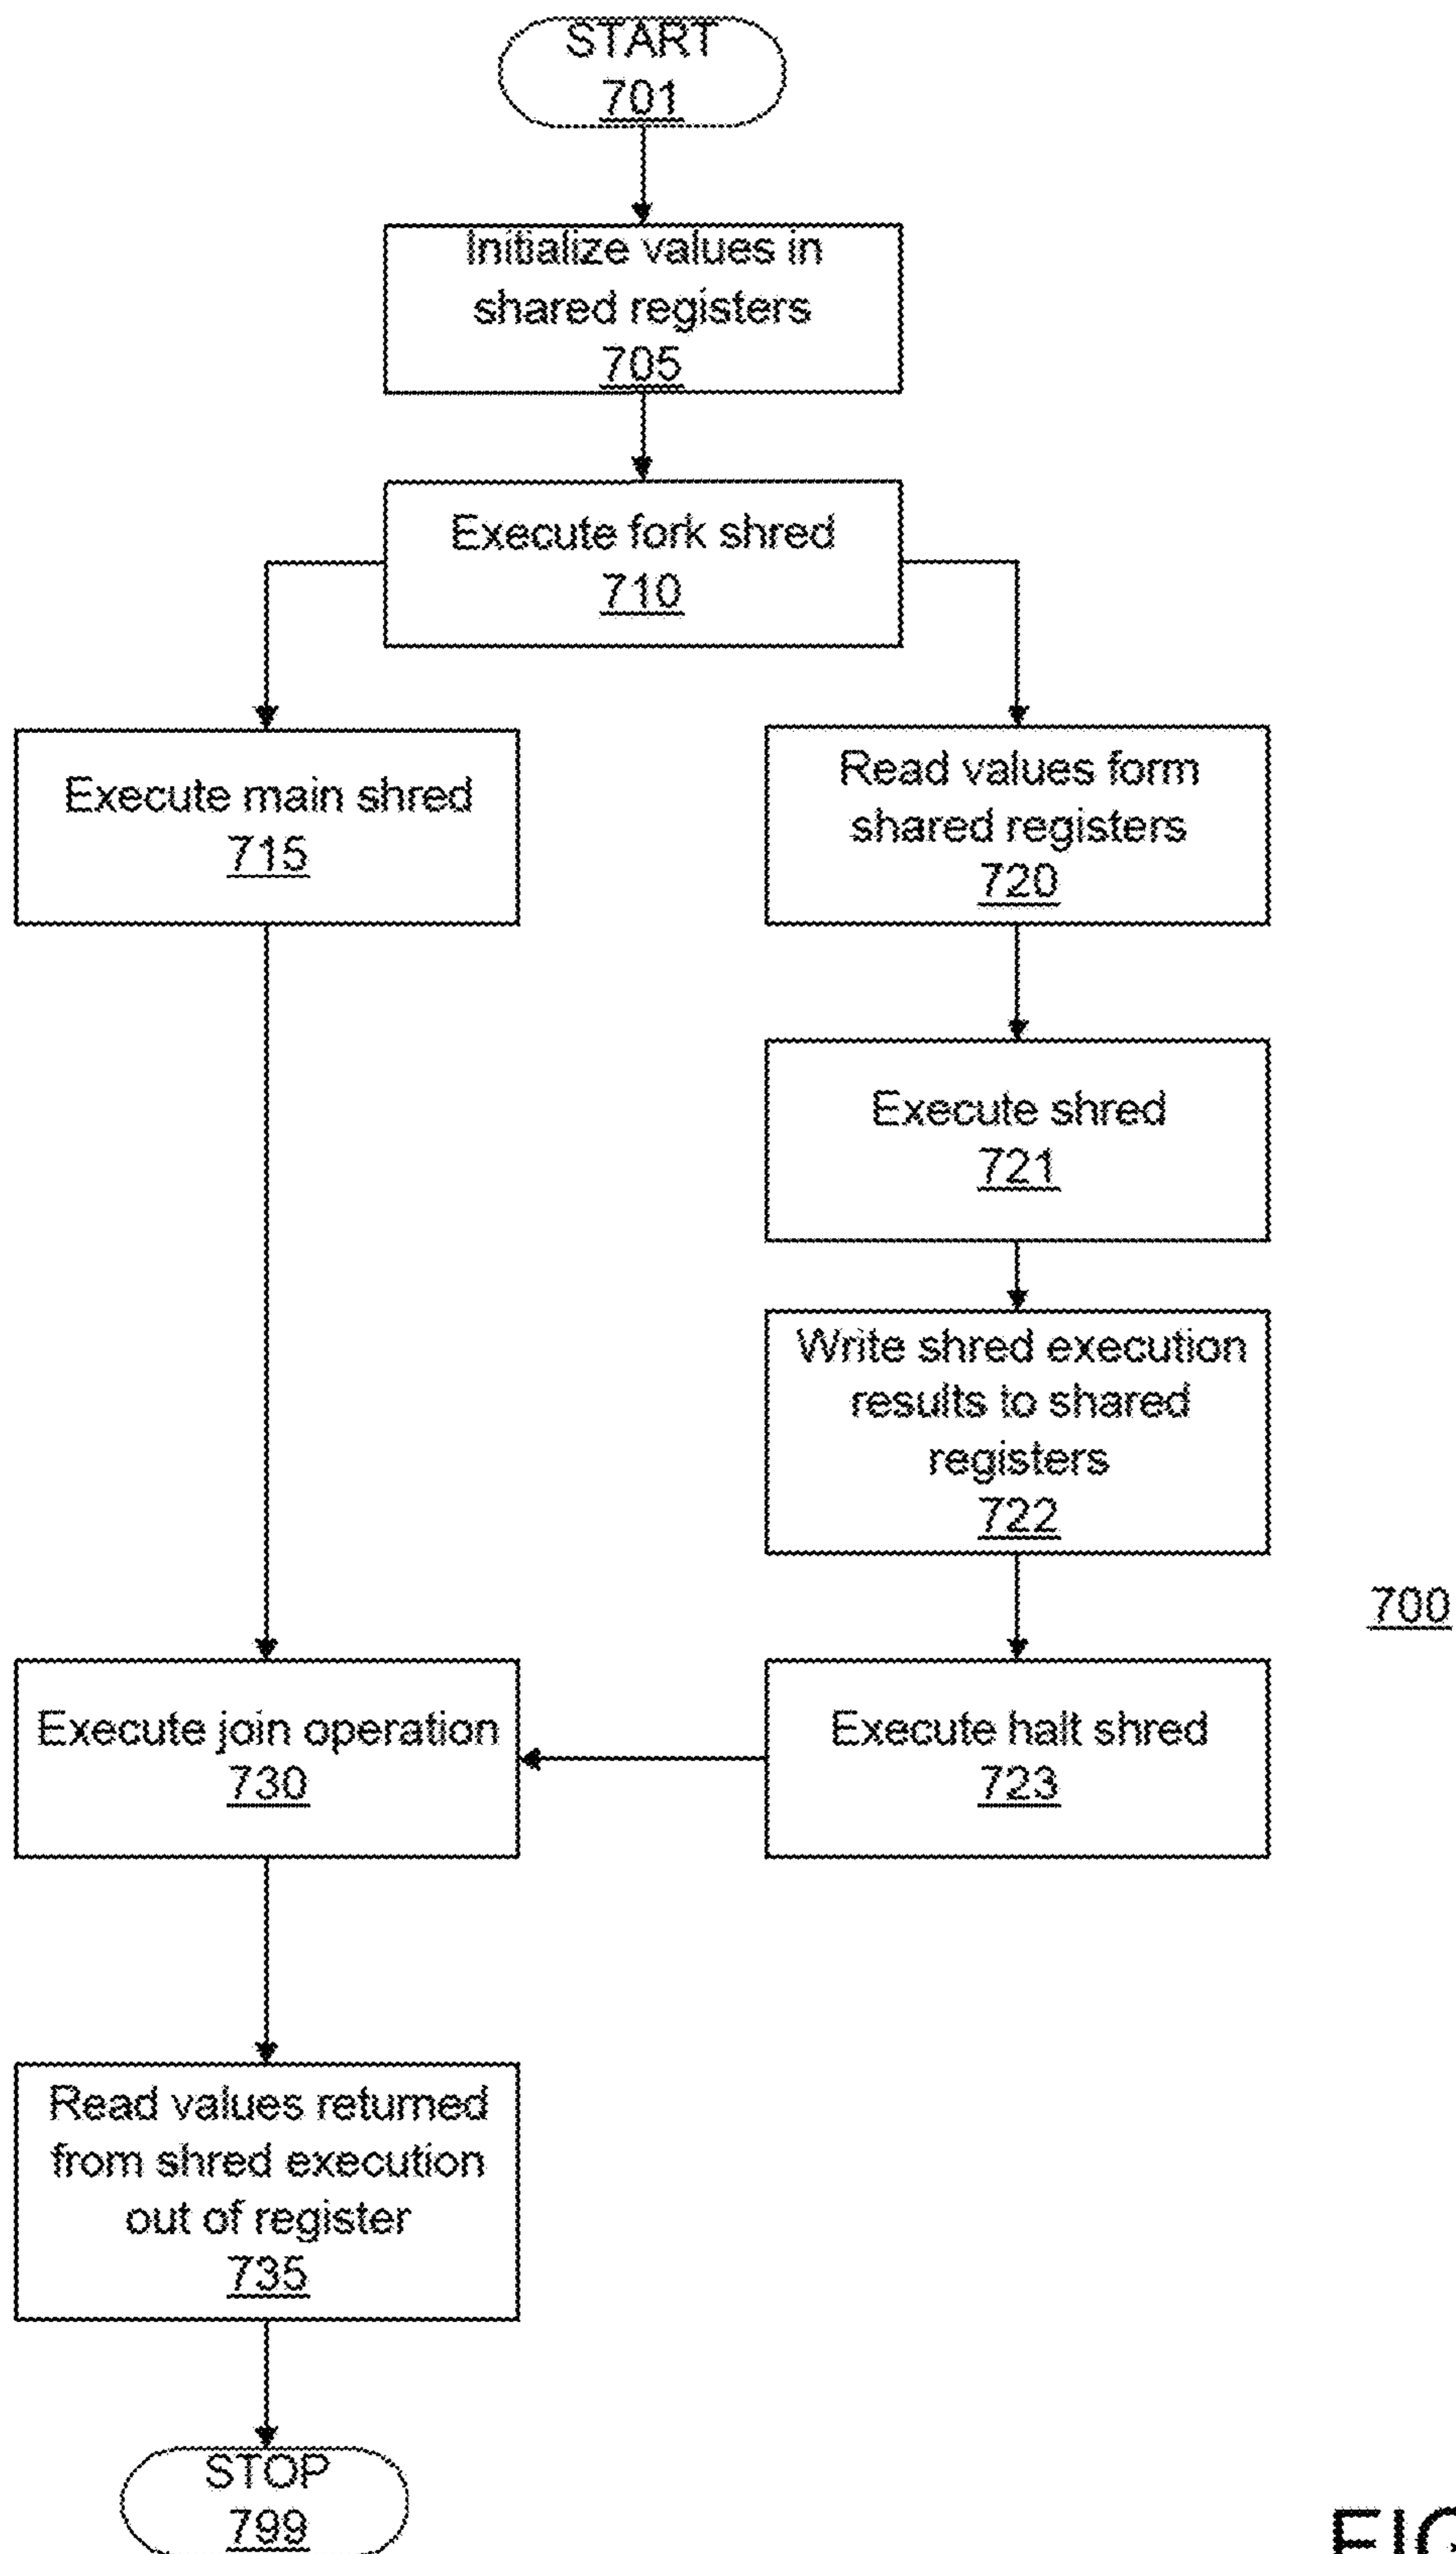 START
701
Initialize values in
shared registers
705
Execute fork shred
710
Execute main shred
715
Read values form
shared registers
720
Execute shred
721
Write shred execution
results to shared
registers
722
700
Execute join operation
730
Execute halt shred
723
Read values returned
from shred execution
out of register
735
STOP
799
FIG